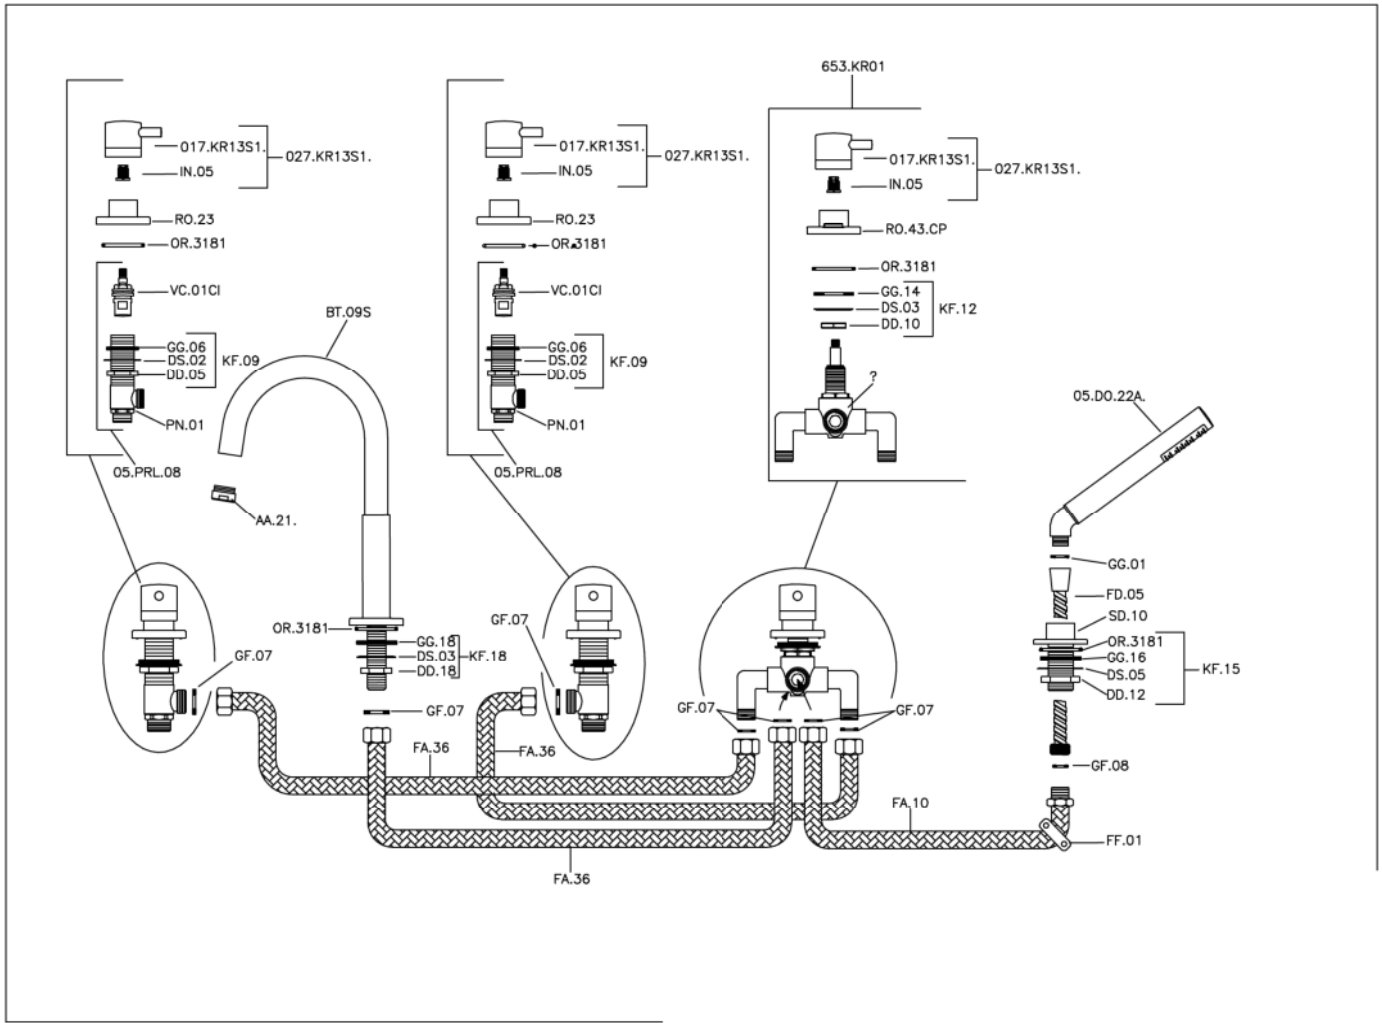 653.KR01
017.KR13S1.
027.KR13S1.
IN.05
RO.23
OR.3181
VC.01CI
GG.06
DS.02
DD.05
KF.09
PN.01
05.PRL.08
BT.09S
AA.21.
017.KR13S1.
027.KR13S1.
IN.05
RO.23
OR.3181
VC.01CI
GG.06
DS.02
DD.05
KF.09
PN.01
05.PRL.08
017.KR13S1.
027.KR13S1.
IN.05
RO.43.CP
OR.3181
GG.14
DS.03
DD.10
KF.12
?
05.DO.22A.
GG.01
FD.05
SD.10
OR.3181
GG.16
DS.05
DD.12
KF.15
GF.08
FF.01
OR.3181
GG.18
DS.03
DD.18
KF.18
GF.07
GF.07
GF.07
GF.07
GF.07
FA.36
FA.36
FA.36
FA.10